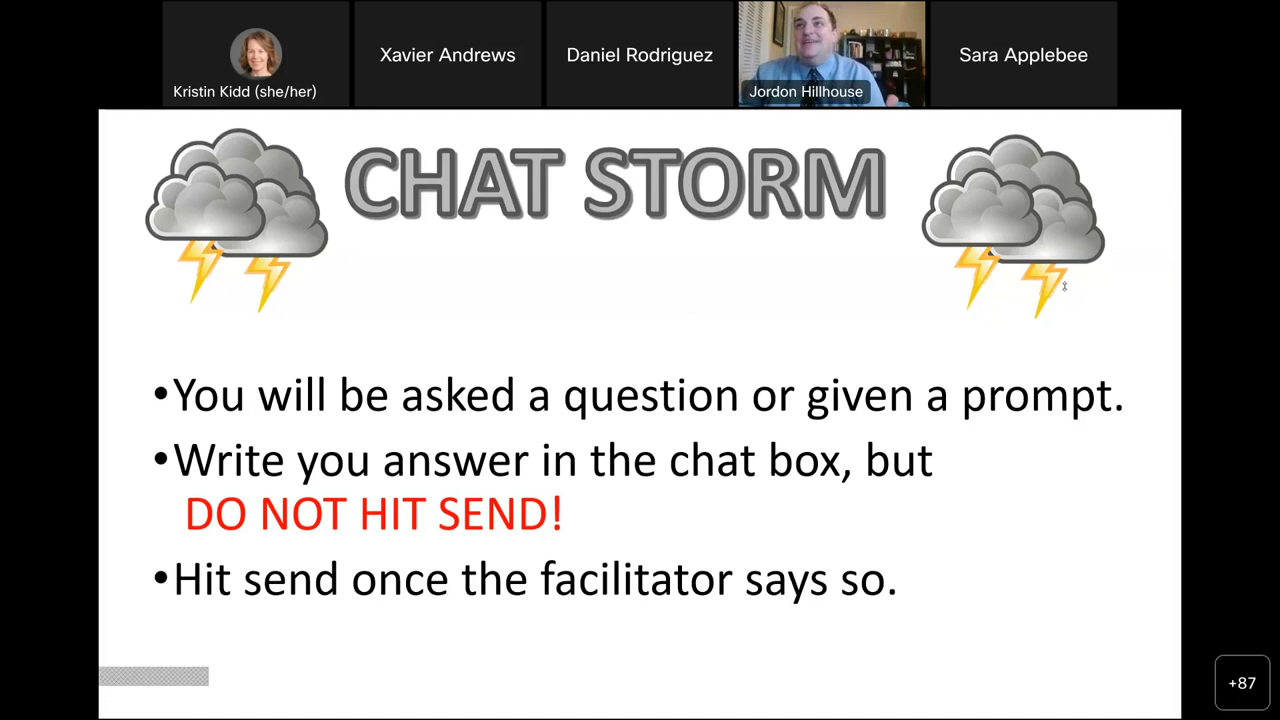 Kristin Kidd (she/her)
Xavier Andrews
Daniel Rodriguez
Jordon Hillhouse
Sara Applebee
CHAT STORM
•You will be asked a question or given a prompt.
•Write you answer in the chat box, but
DO NOT HIT SEND!
•Hit send once the facilitator says so.
+87